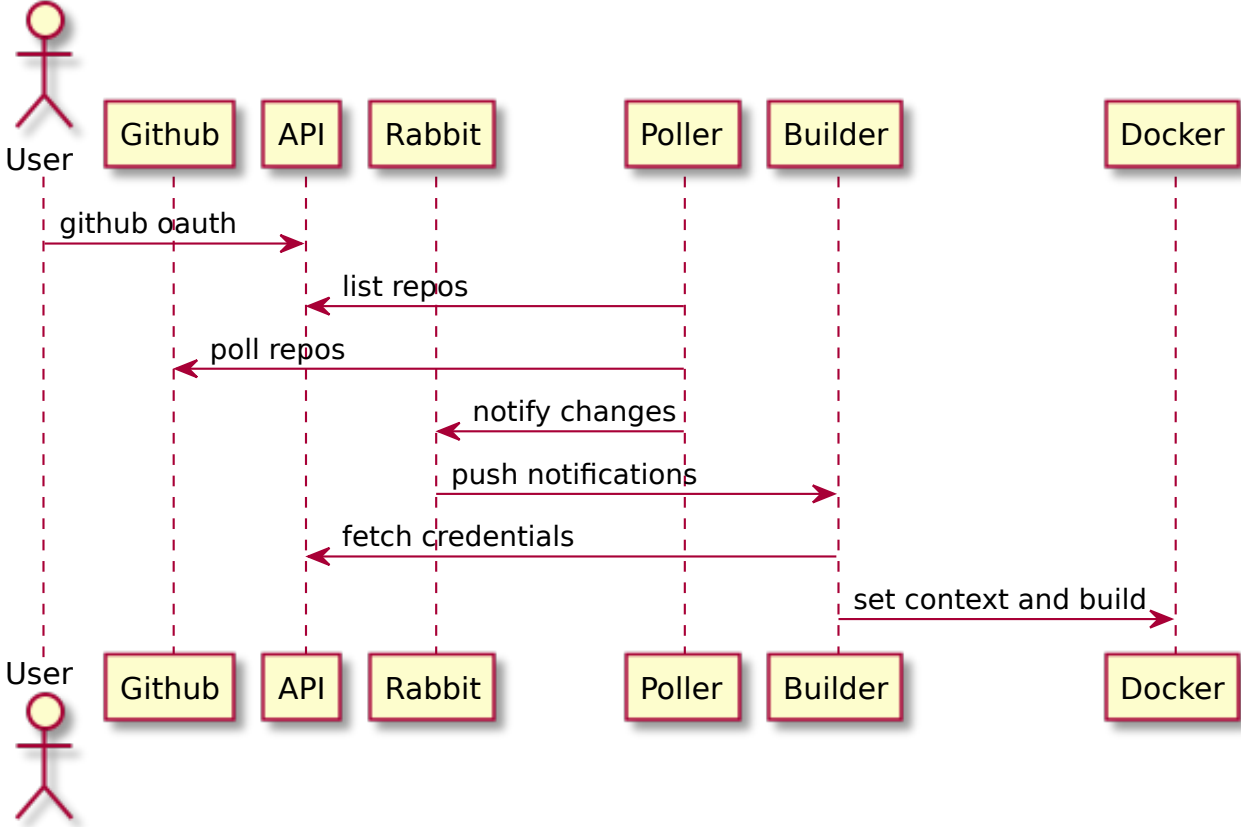 Github API Rabbit Poller Builder Docker
User
github oauth
list repos
poll repos
notify changes
push notifications
fetch credentials
set context and build
User
Github API Rabbit Poller Builder Docker